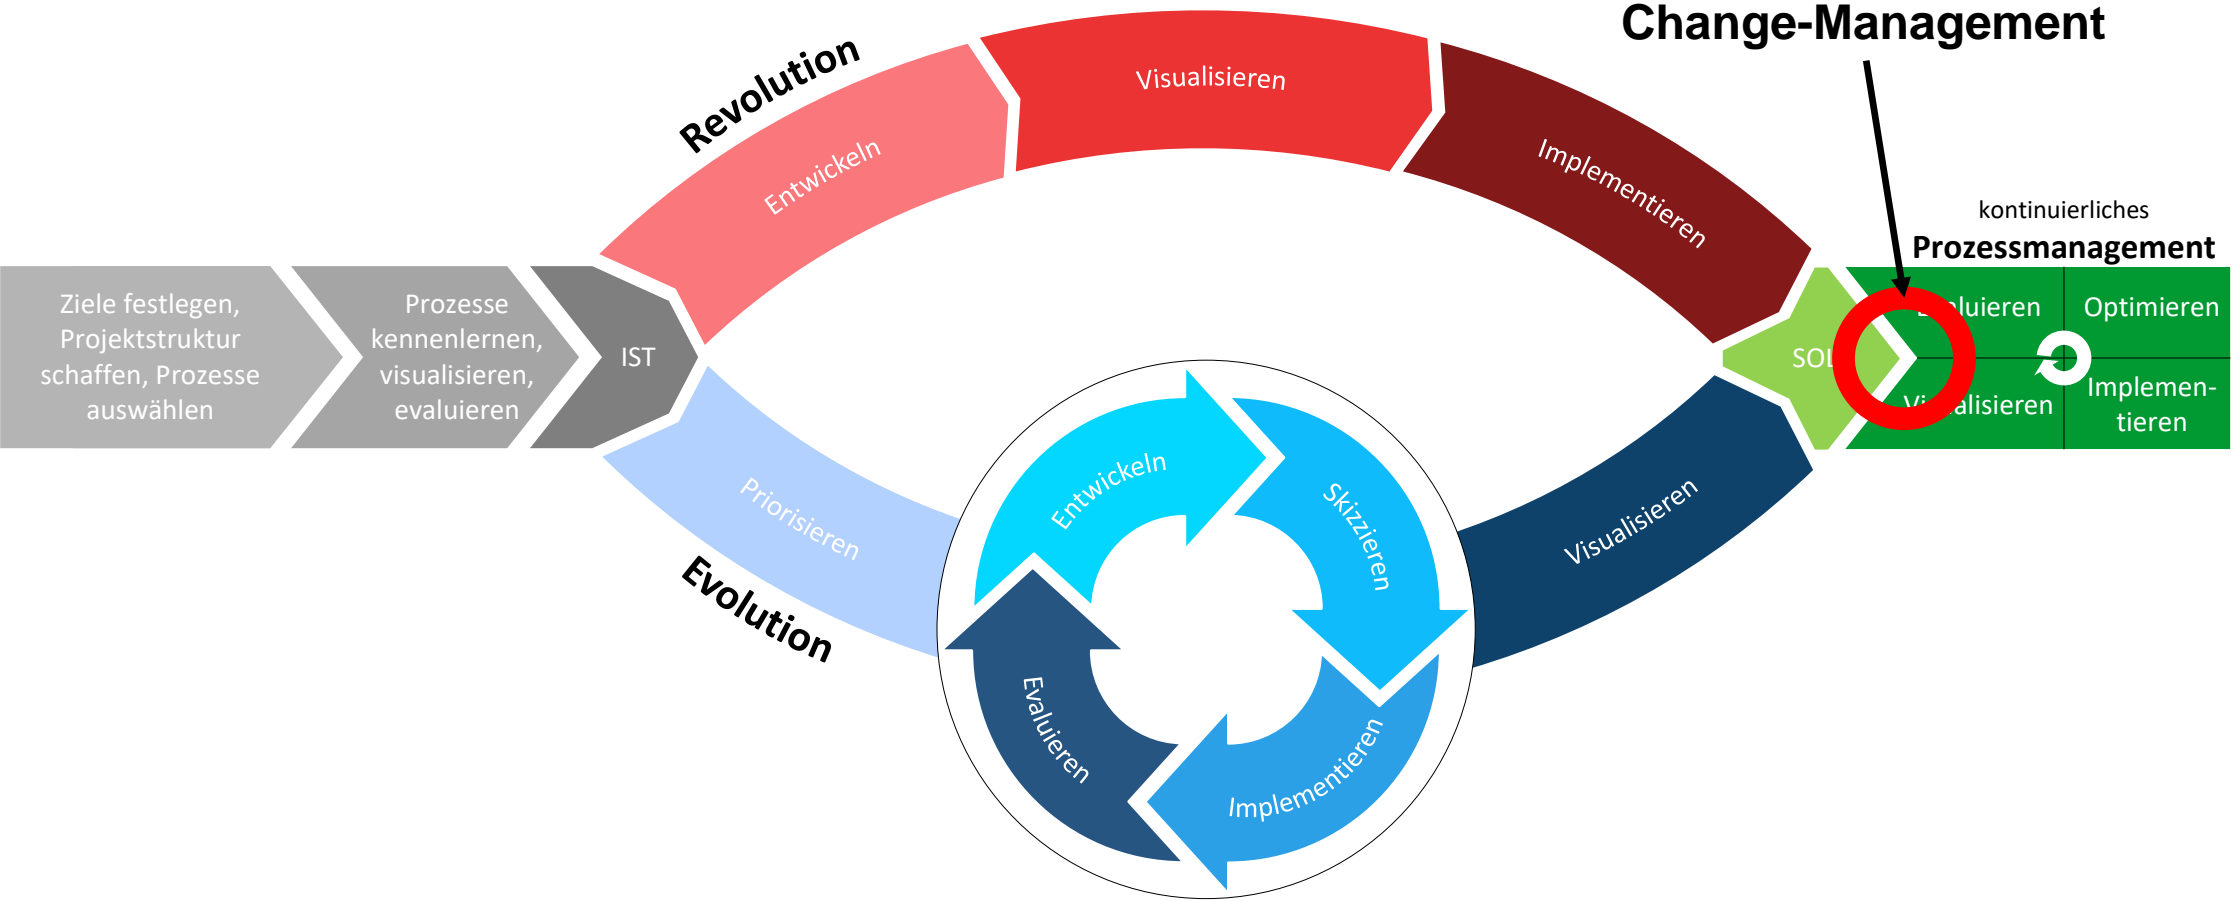 Change-Management
Revolution
Visualisieren
Entwickeln
Implementieren
kontinuierliches
Prozessmanagement
Ziele festlegen,
Projektstruktur
schaffen, Prozesse
auswählen
Prozesse
kennenlernen,
visualisieren,
evaluieren
IST
Optimieren
Implemen-
tieren
Priorisieren
Evolution
Entwickeln
Skizzieren
Implementieren
Evaluieren
Visualisieren